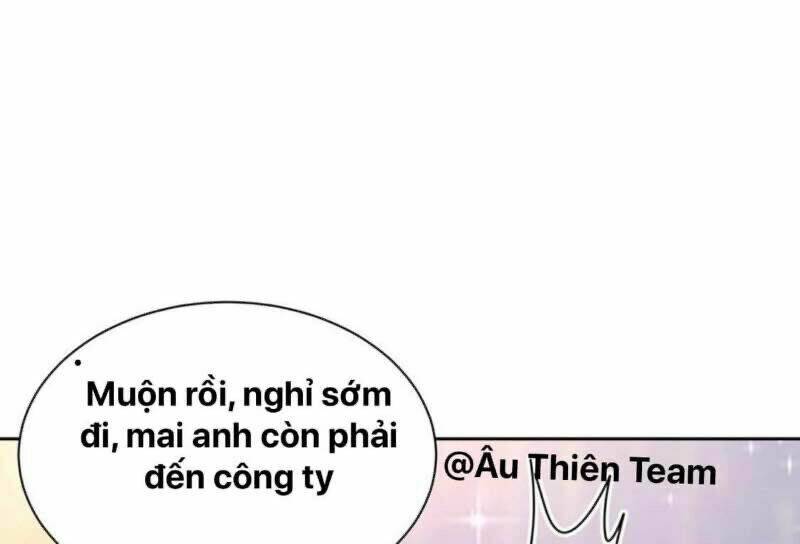 Muộn rồi, nghỉ sớm
đi, mai anh còn phải
đến công ty
@Âu Thiên Team